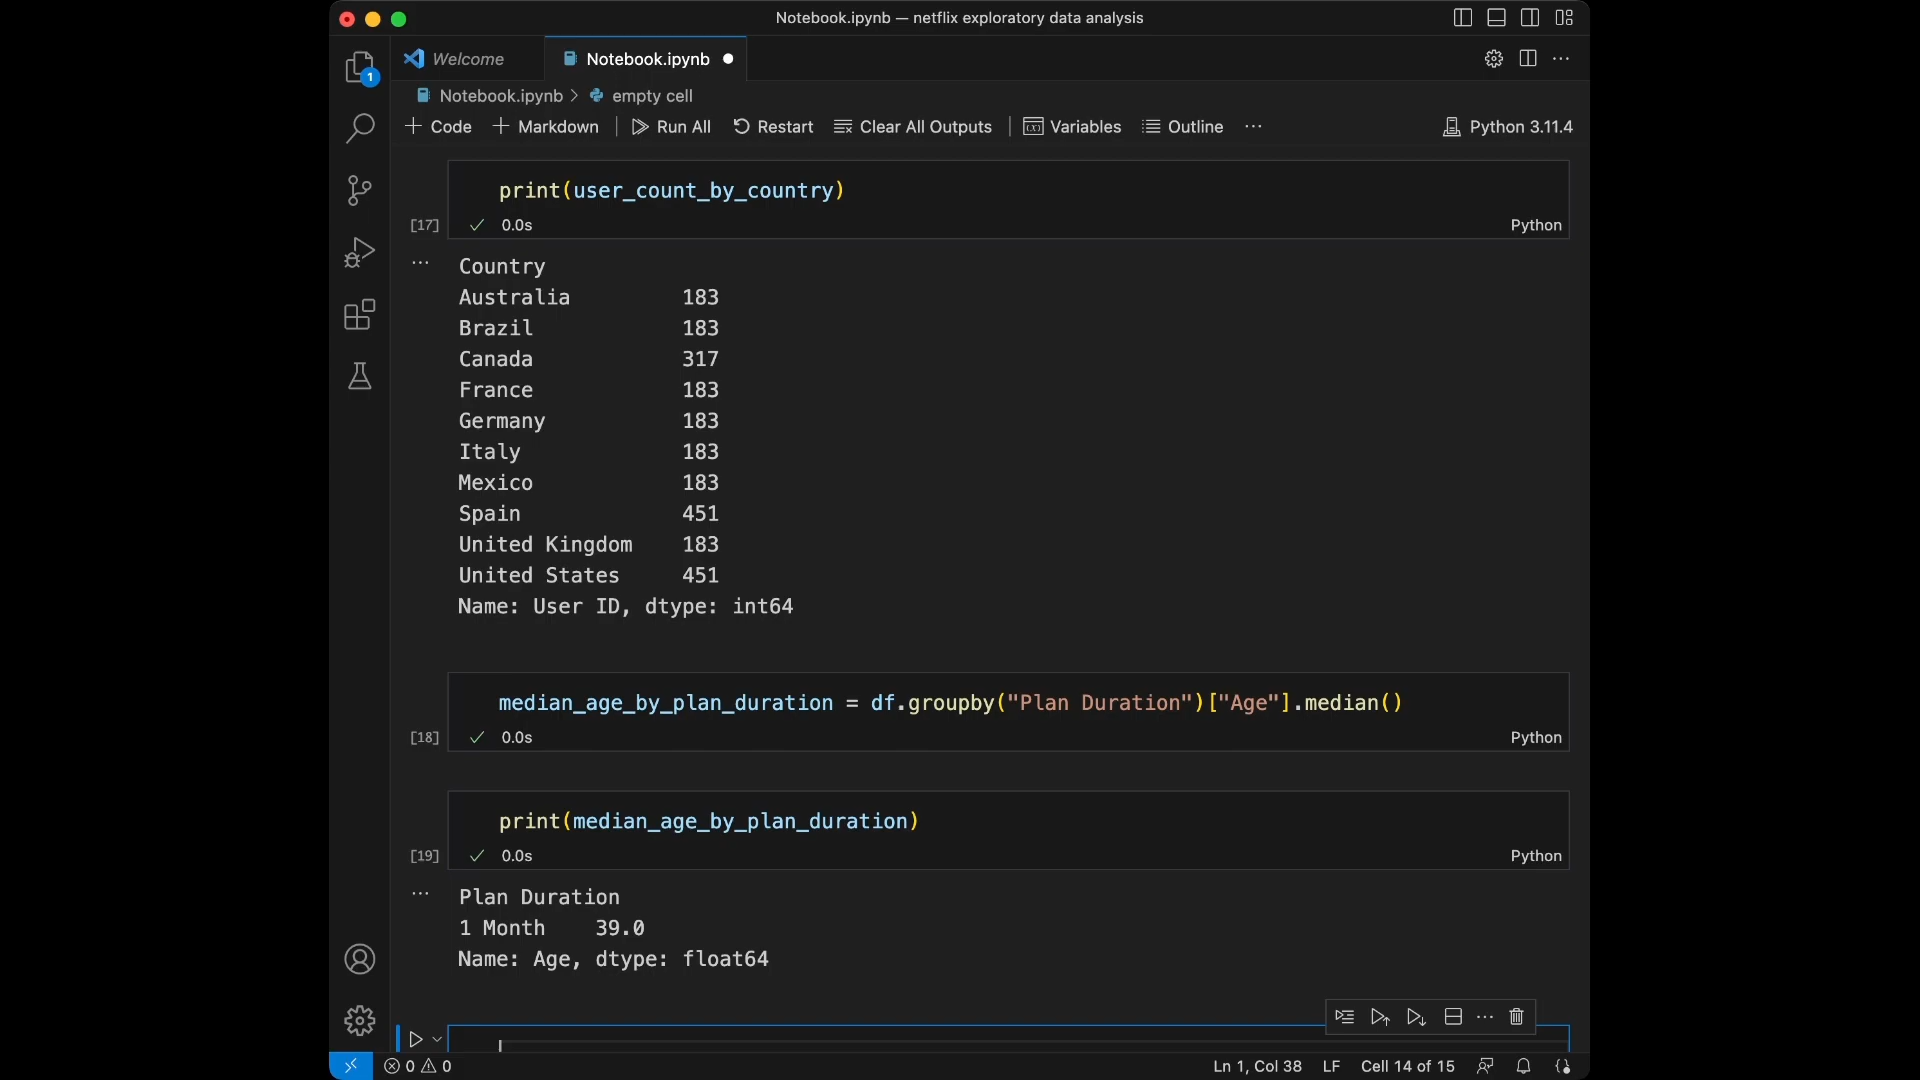 Notebook.ipynb — netflix exploratory data analysis
1
Welcome
Notebook.ipynb
Notebook.ipynb > empty cell
Code
Markdown
Run All
Restart
Clear All Outputs
Variables
Outline
...
Python 3.11.4
print(user_count_by_country)
[17]
0.0s
Python
Country
Australia 183
Brazil 183
Canada 317
France 183
Germany 183
Italy 183
Mexico 183
Spain 451
United Kingdom 183
United States 451
Name: User ID, dtype: int64
median_age_by_plan_duration = df.groupby("Plan Duration")["Age"].median()
[18]
0.0s
Python
print(median_age_by_plan_duration)
[19]
0.0s
Python
Plan Duration
1 Month 39.0
Name: Age, dtype: float64
0
0
Ln 1, Col 38
LF
Cell 14 of 15